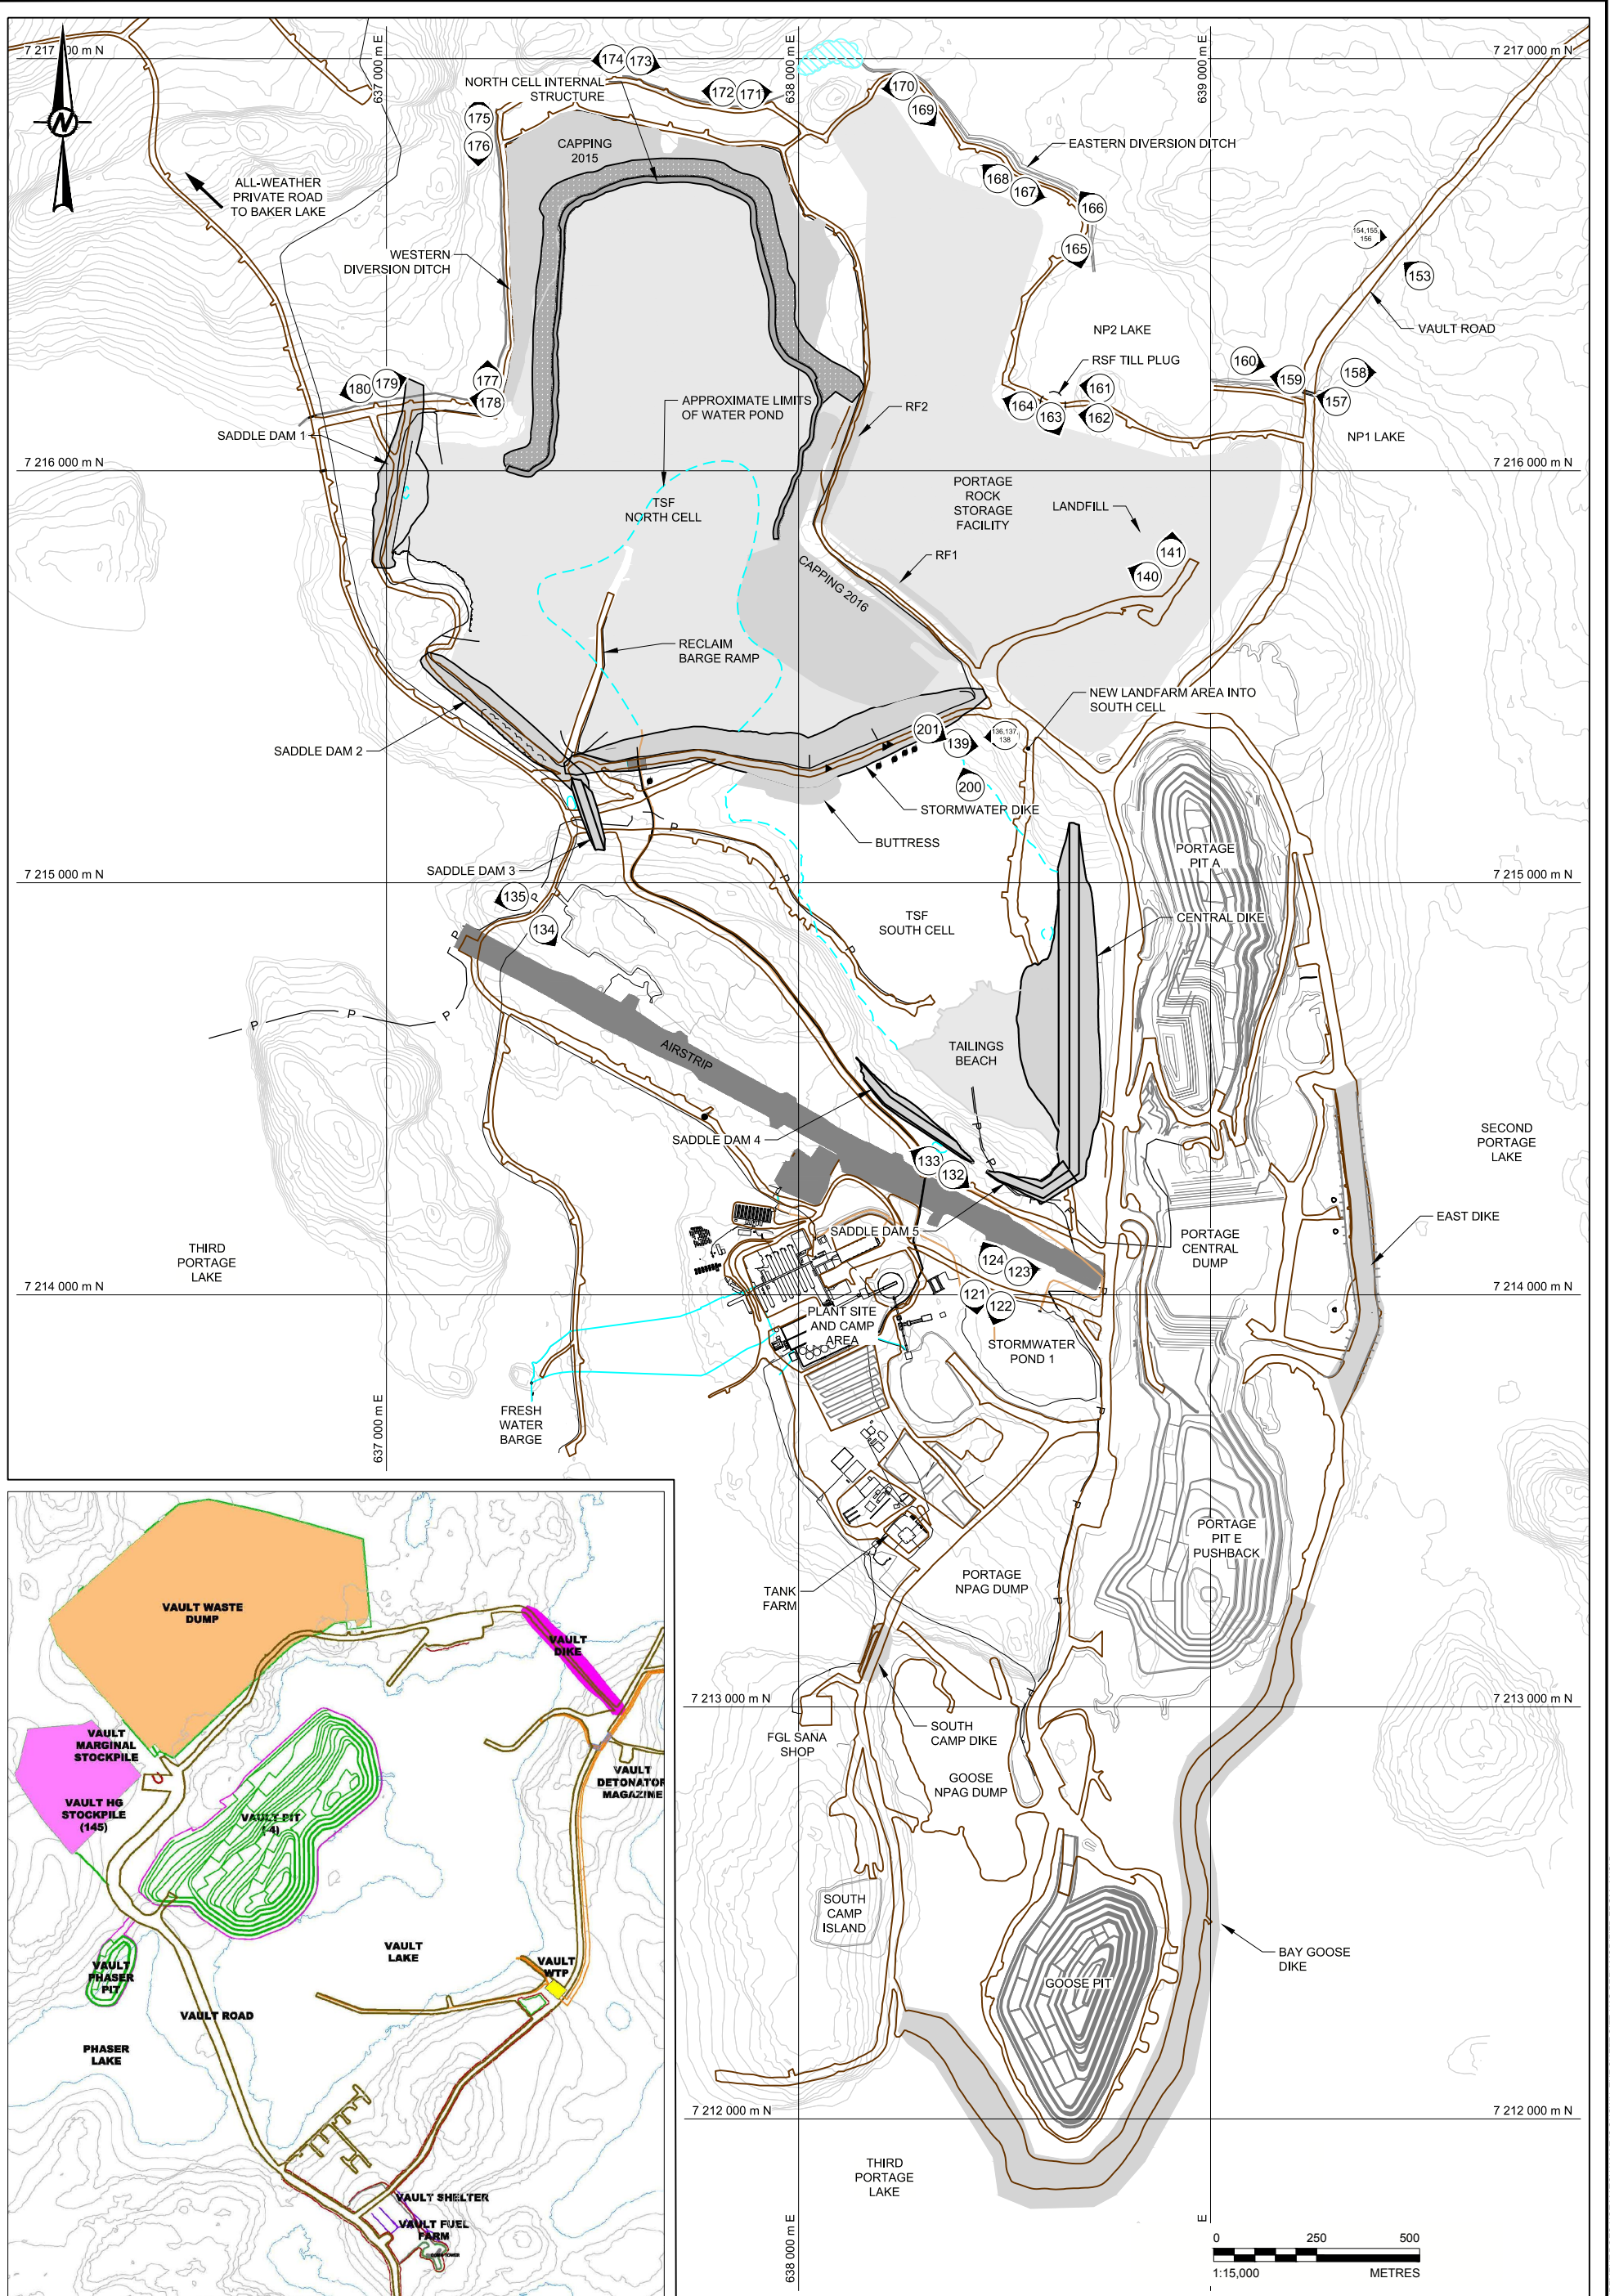 7 217 000 m N
637 000 m E
638 000 m E
639 000 m E
7 217 000 m N
N
174
173
NORTH CELL INTERNAL
STRUCTURE
172
171
170
169
175
176
CAPPING
2015
EASTERN DIVERSION DITCH
168
167
166
ALL-WEATHER
PRIVATE ROAD
TO BAKER LAKE
154,155,
156
165
153
WESTERN
DIVERSION DITCH
NP2 LAKE
VAULT ROAD
RSF TILL PLUG
160
159
158
157
180
179
177
178
APPROXIMATE LIMITS
OF WATER POND
RF2
164
163
161
162
SADDLE DAM 1
NP1 LAKE
7 216 000 m N
7 216 000 m N
TSF
NORTH CELL
PORTAGE
ROCK
STORAGE
FACILITY
LANDFILL
141
140
RF1
CAPPING 2016
RECLAIM
BARGE RAMP
NEW LANDFARM AREA INTO
SOUTH CELL
SADDLE DAM 2
201
139
136,137,
138
200
STORMWATER DIKE
BUTTRESS
P
PORTAGE
PIT A
SADDLE DAM 3
7 215 000 m N
7 215 000 m N
P
135
P
134
TSF
SOUTH CELL
CENTRAL DIKE
P
P
P
P
P
AIRSTRIP
TAILINGS
BEACH
SADDLE DAM 4
P
SECOND
PORTAGE
LAKE
133
132
P
P
P
SADDLE DAM 5
EAST DIKE
PORTAGE
CENTRAL
DUMP
THIRD
PORTAGE
LAKE
124
123
7 214 000 m N
7 214 000 m N
121
122
PLANT SITE
AND CAMP
AREA
STORMWATER
POND 1
FRESH
WATER
BARGE
637 000 m E
P
P
PORTAGE
PIT E
PUSHBACK
TANK
FARM
PORTAGE
NPAG DUMP
P
P
7 213 000 m N
7 213 000 m N
FGL SANA
SHOP
SOUTH
CAMP DIKE
GOOSE
NPAG DUMP
SOUTH
CAMP
ISLAND
GOOSE PIT
BAY GOOSE
DIKE
7 212 000 m N
7 212 000 m N
THIRD
PORTAGE
LAKE
638 000 m E
E
0 250 500
1:15,000 METRES
VAULT WASTE
DUMP
VAULT
DIKE
VAULT
MARGINAL
STOCKPILE
VAULT
DETONATOR
MAGAZINE
VAULT HG
STOCKPILE
(145)
VAULT PIT
(-4)
VAULT
LAKE
VAULT
WTP
VAULT
PHASER
PIT
VAULT ROAD
PHASER
LAKE
VAULT SHELTER
VAULT FUEL
FARM